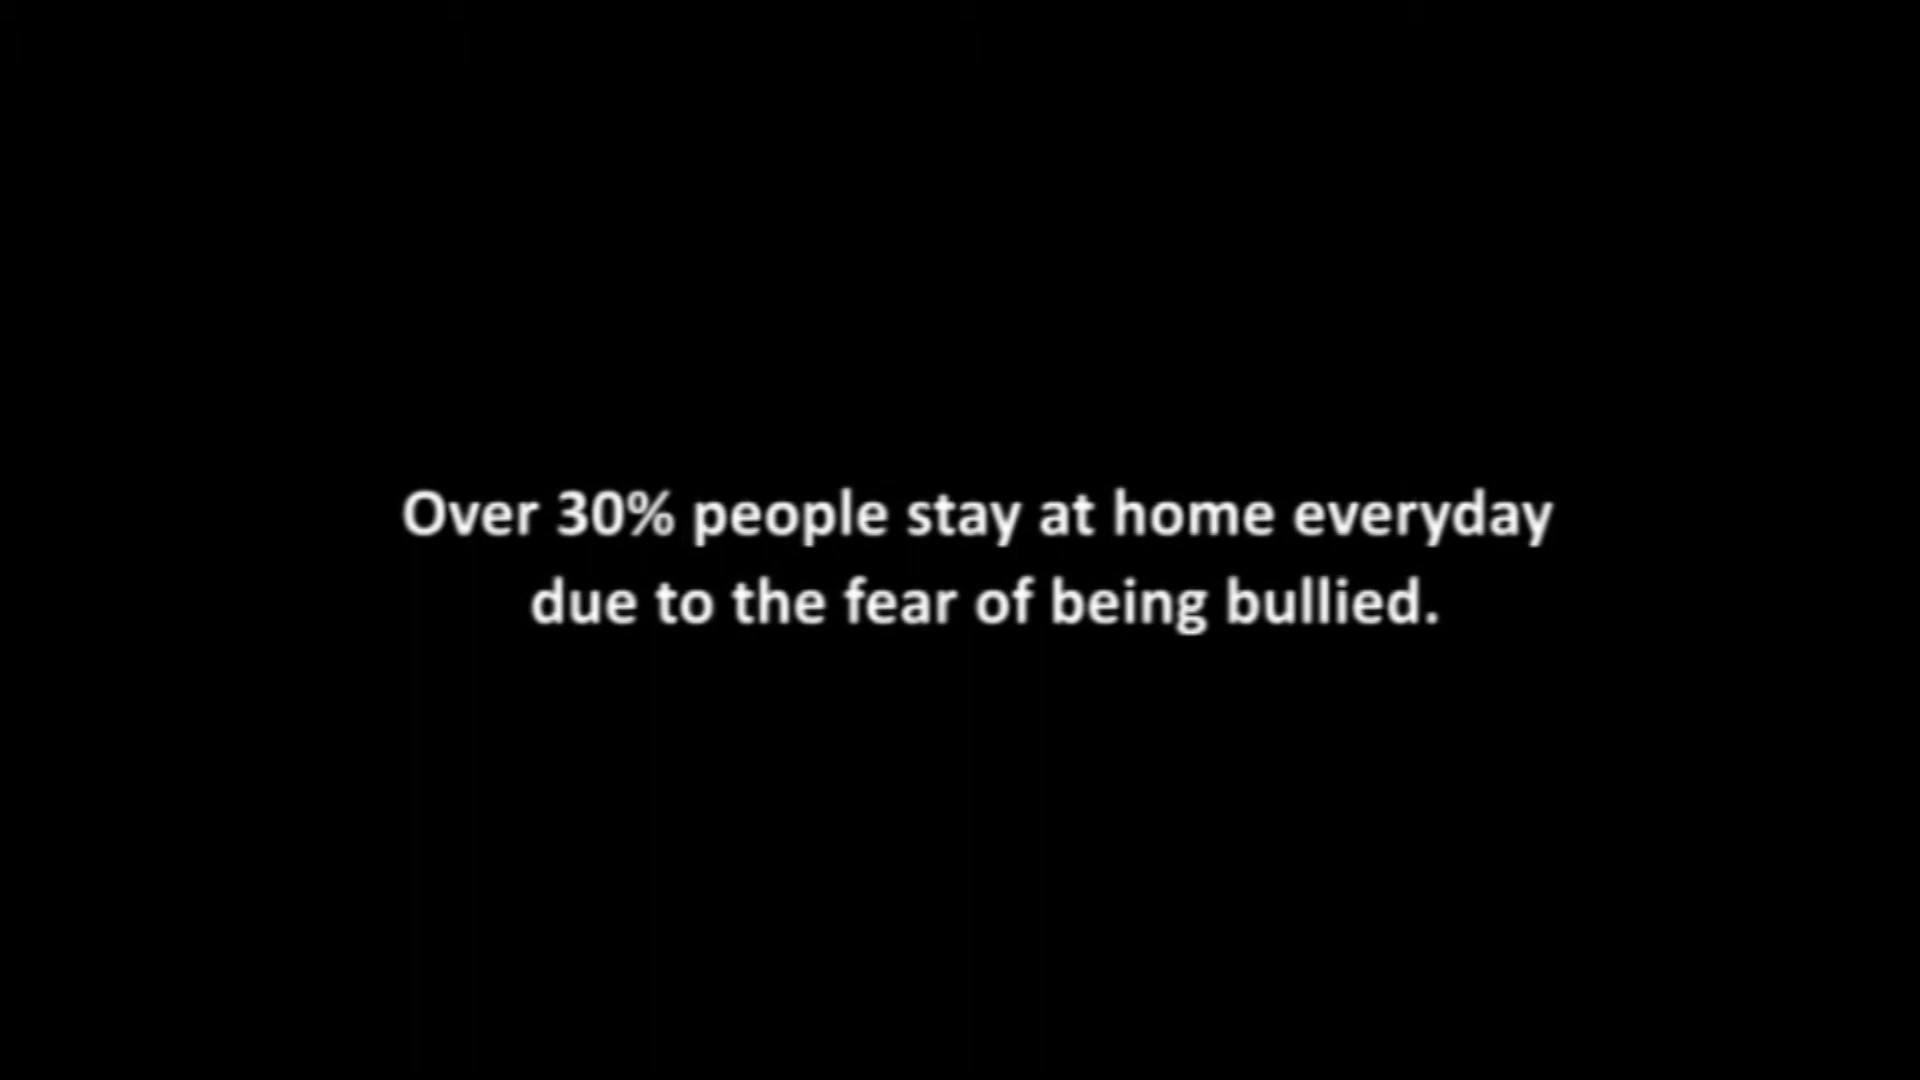 Over 30% people stay at home everyday
due to the fear of being bullied.